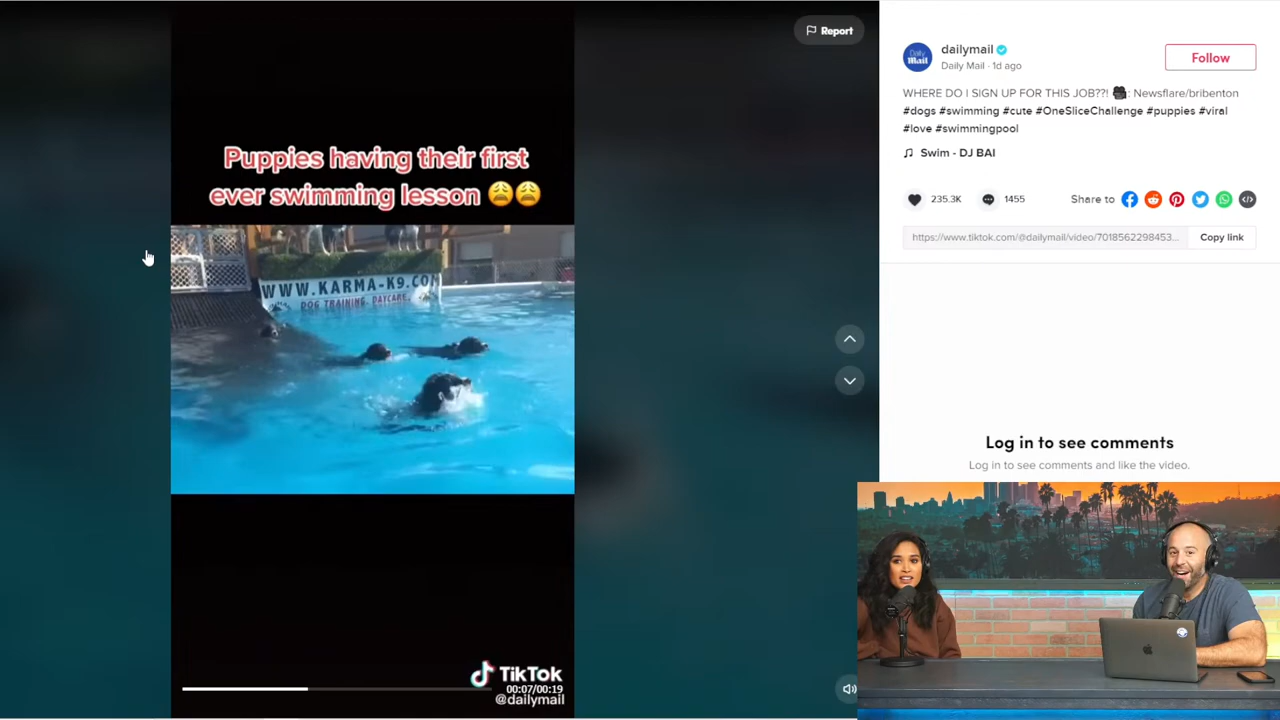 Report
Puppies having their first
ever swimming lesson 😩😩
WWW.KARMA-K9.CO
DOG TRAINING. DAYCARE.
TikTok
00:07/00:19
@dailymail
Daily
Mail
dailymail
Daily Mail · 1d ago
Follow
WHERE DO I SIGN UP FOR THIS JOB??! 🎥: Newsflare/bribenton
#dogs #swimming #cute #OneSliceChallenge #puppies #viral
#love #swimmingpool
♫ Swim - DJ BAI
235.3K 1455 Share to
https://www.tiktok.com/@dailymail/video/7018562298453... Copy link
Log in to see comments
Log in to see comments and like the video.